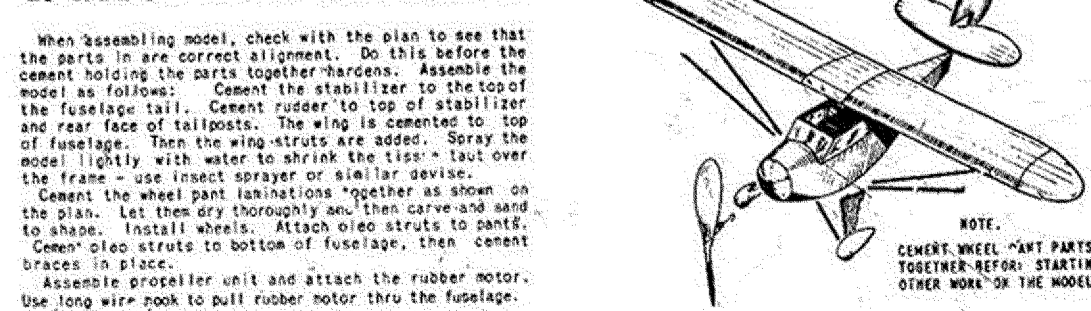 When assembling model, check with the plan to see that
the parts in are correct alignment. Do this before the
cement holding the parts together hardens. Assemble the
model as follows: Cement the stabilizer to the top of
the fuselage tail. Cement rudder to top of stabilizer
and rear face of tailposts. The wing is cemented to top
of fuselage. Then the wing struts are added. Spray the
model lightly with water to shrink the taut over
the frame - use insect sprayer or similar devise.
Cement the wheel pant laminations together as shown on
the plan. Let them dry thoroughly and then carve and sand
to shape. Install wheels. Attach oleo struts to pants.
Cement oleo struts to bottom of fuselage, then cement
braces in place.
Assemble propeller unit and attach the rubber motor.
Use long wire hook to pull rubber motor thru the fuselage.
NOTE.
CEMENT WHEEL PANT PARTS
TOGETHER BEFORE STARTIN
OTHER WORK ON THE MODEL